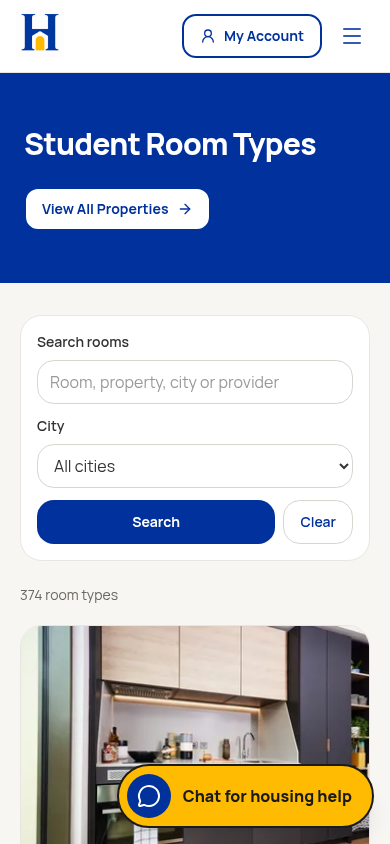 H
My Account
Student Room Types
View All Properties
Search rooms
Room, property, city or provider
City
All cities
Search
Clear
374 room types
Chat for housing help